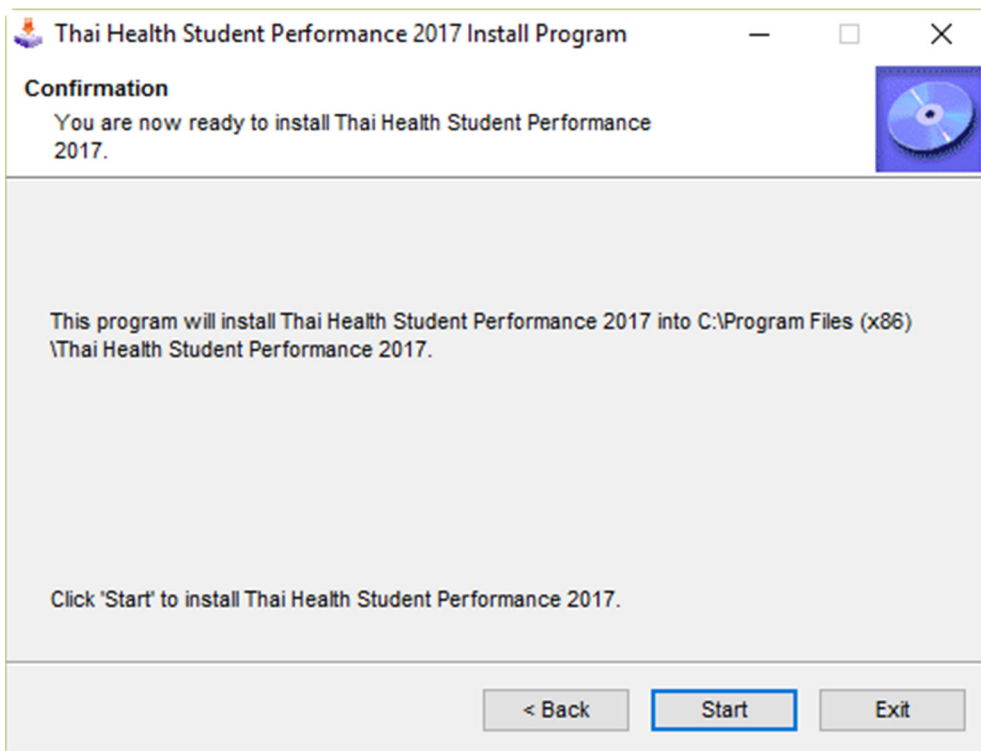 Thai Health Student Performance 2017 Install Program
Confirmation
You are now ready to install Thai Health Student Performance
2017.
This program will install Thai Health Student Performance 2017 into C:\Program Files (x86)
\Thai Health Student Performance 2017.
Click 'Start' to install Thai Health Student Performance 2017.
< Back
Start
Exit